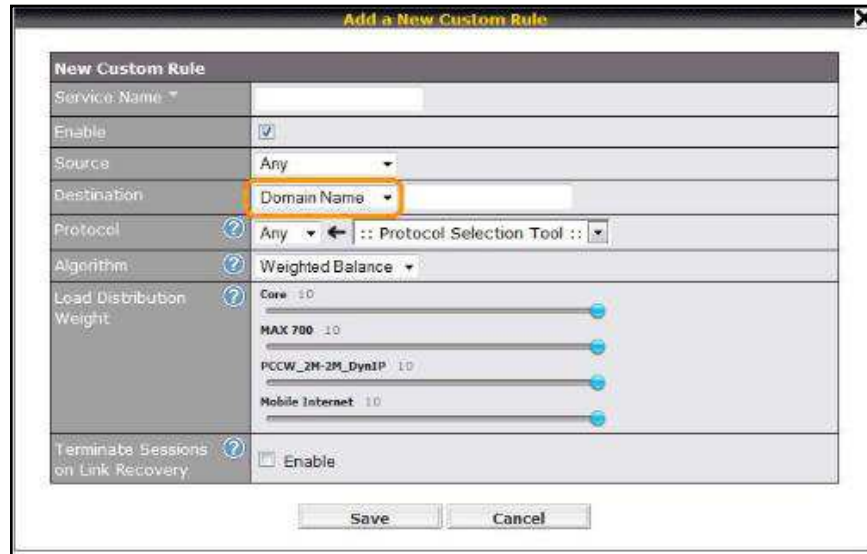 Add a New Custom Rule
New Custom Rule
Service Name *
Enable
Source
Any
Destination
Domain Name
Protocol
Any
:: Protocol Selection Tool ::
Algorithm
Weighted Balance
Load Distribution
Weight
Core 10
MAX 700 10
PCCW_2M-2M_DynIP 10
Mobile Internet 10
Terminate Sessions
on Link Recovery
Enable
Save
Cancel